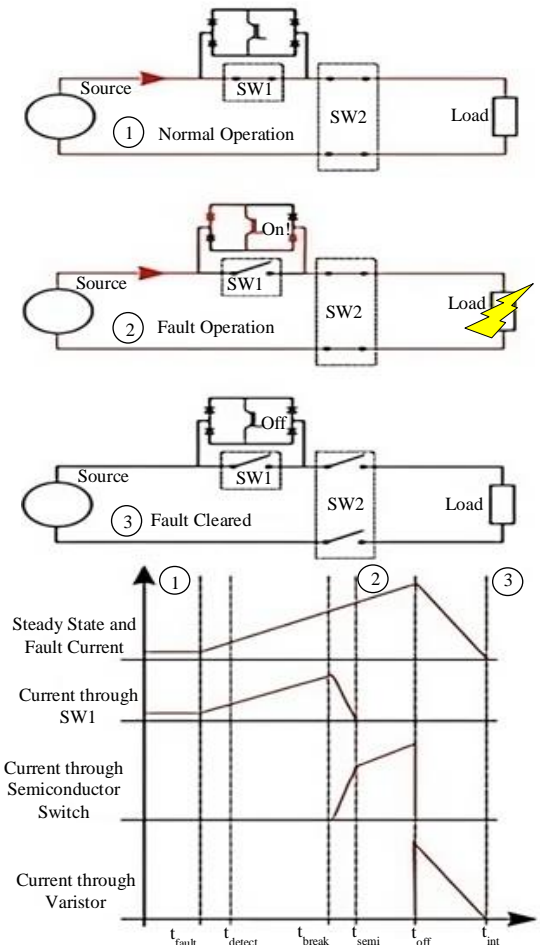 Source
SW1
SW2
Load
1 Normal Operation
On!
Source
SW1
SW2
Load
2 Fault Operation
Off
Source
SW1
SW2
Load
3 Fault Cleared
1 2 3
Steady State and
Fault Current
Current through
SW1
Current through
Semiconductor
Switch
Current through
Varistor
t_fault t_detect t_break t_semi t_off t_int